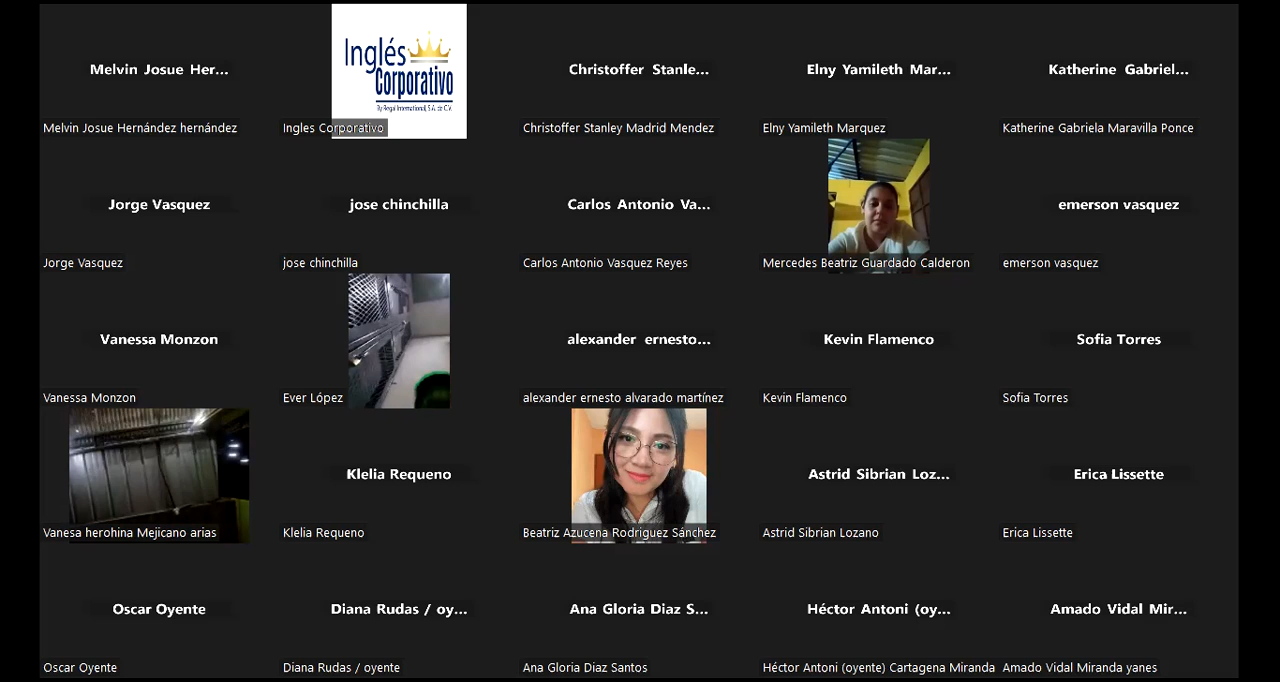 Melvin Josue Her...
Inglés
Corporativo
By Regal International, S.A. de C.V.
Christoffer Stanle...
Elny Yamileth Mar...
Katherine Gabriel...
Melvin Josue Hernández hernández
Ingles Corporativo
Christoffer Stanley Madrid Mendez
Elny Yamileth Marquez
Katherine Gabriela Maravilla Ponce
Jorge Vasquez
jose chinchilla
Carlos Antonio Va...
emerson vasquez
Jorge Vasquez
jose chinchilla
Carlos Antonio Vasquez Reyes
Mercedes Beatriz Guardado Calderon
emerson vasquez
Vanessa Monzon
alexander ernesto...
Kevin Flamenco
Sofia Torres
Vanessa Monzon
Ever López
alexander ernesto alvarado martínez
Kevin Flamenco
Sofia Torres
Klelia Requeno
Astrid Sibrian Loz...
Erica Lissette
Vanesa herohina Mejicano arias
Klelia Requeno
Beatriz Azucena Rodriguez Sánchez
Astrid Sibrian Lozano
Erica Lissette
Oscar Oyente
Diana Rudas / oy...
Ana Gloria Diaz S...
Héctor Antoni (oy...
Amado Vidal Mir...
Oscar Oyente
Diana Rudas / oyente
Ana Gloria Diaz Santos
Héctor Antoni (oyente) Cartagena Miranda
Amado Vidal Miranda yanes